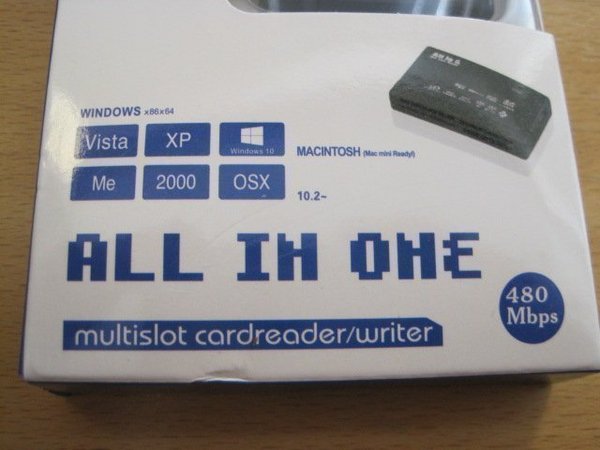 WINDOWS x86x64
Vista XP Windows 10
MACINTOSH (Mac mini Ready!)
Me 2000 OSX
10.2~
ALL IN ONE
480
Mbps
multislot cardreader/writer